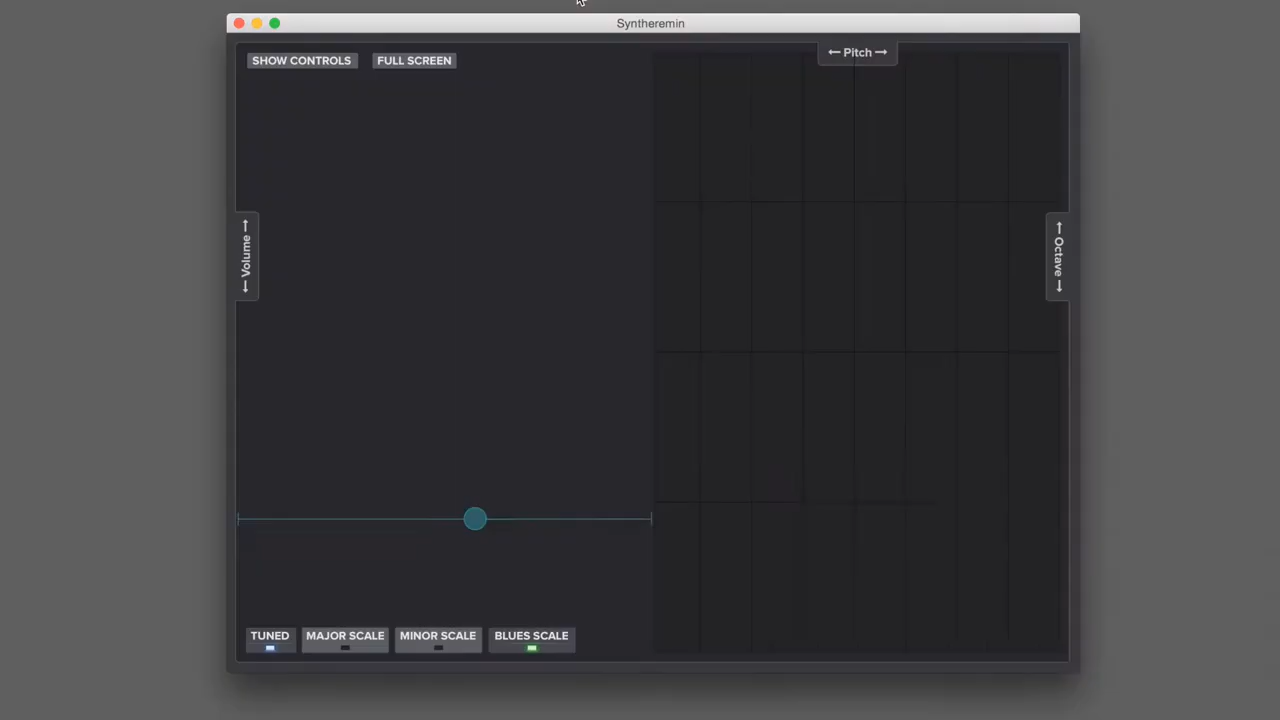 Syntheremin
SHOW CONTROLS
FULL SCREEN
←Pitch→
←Volume→
←Octave→
TUNED
MAJOR SCALE
MINOR SCALE
BLUES SCALE